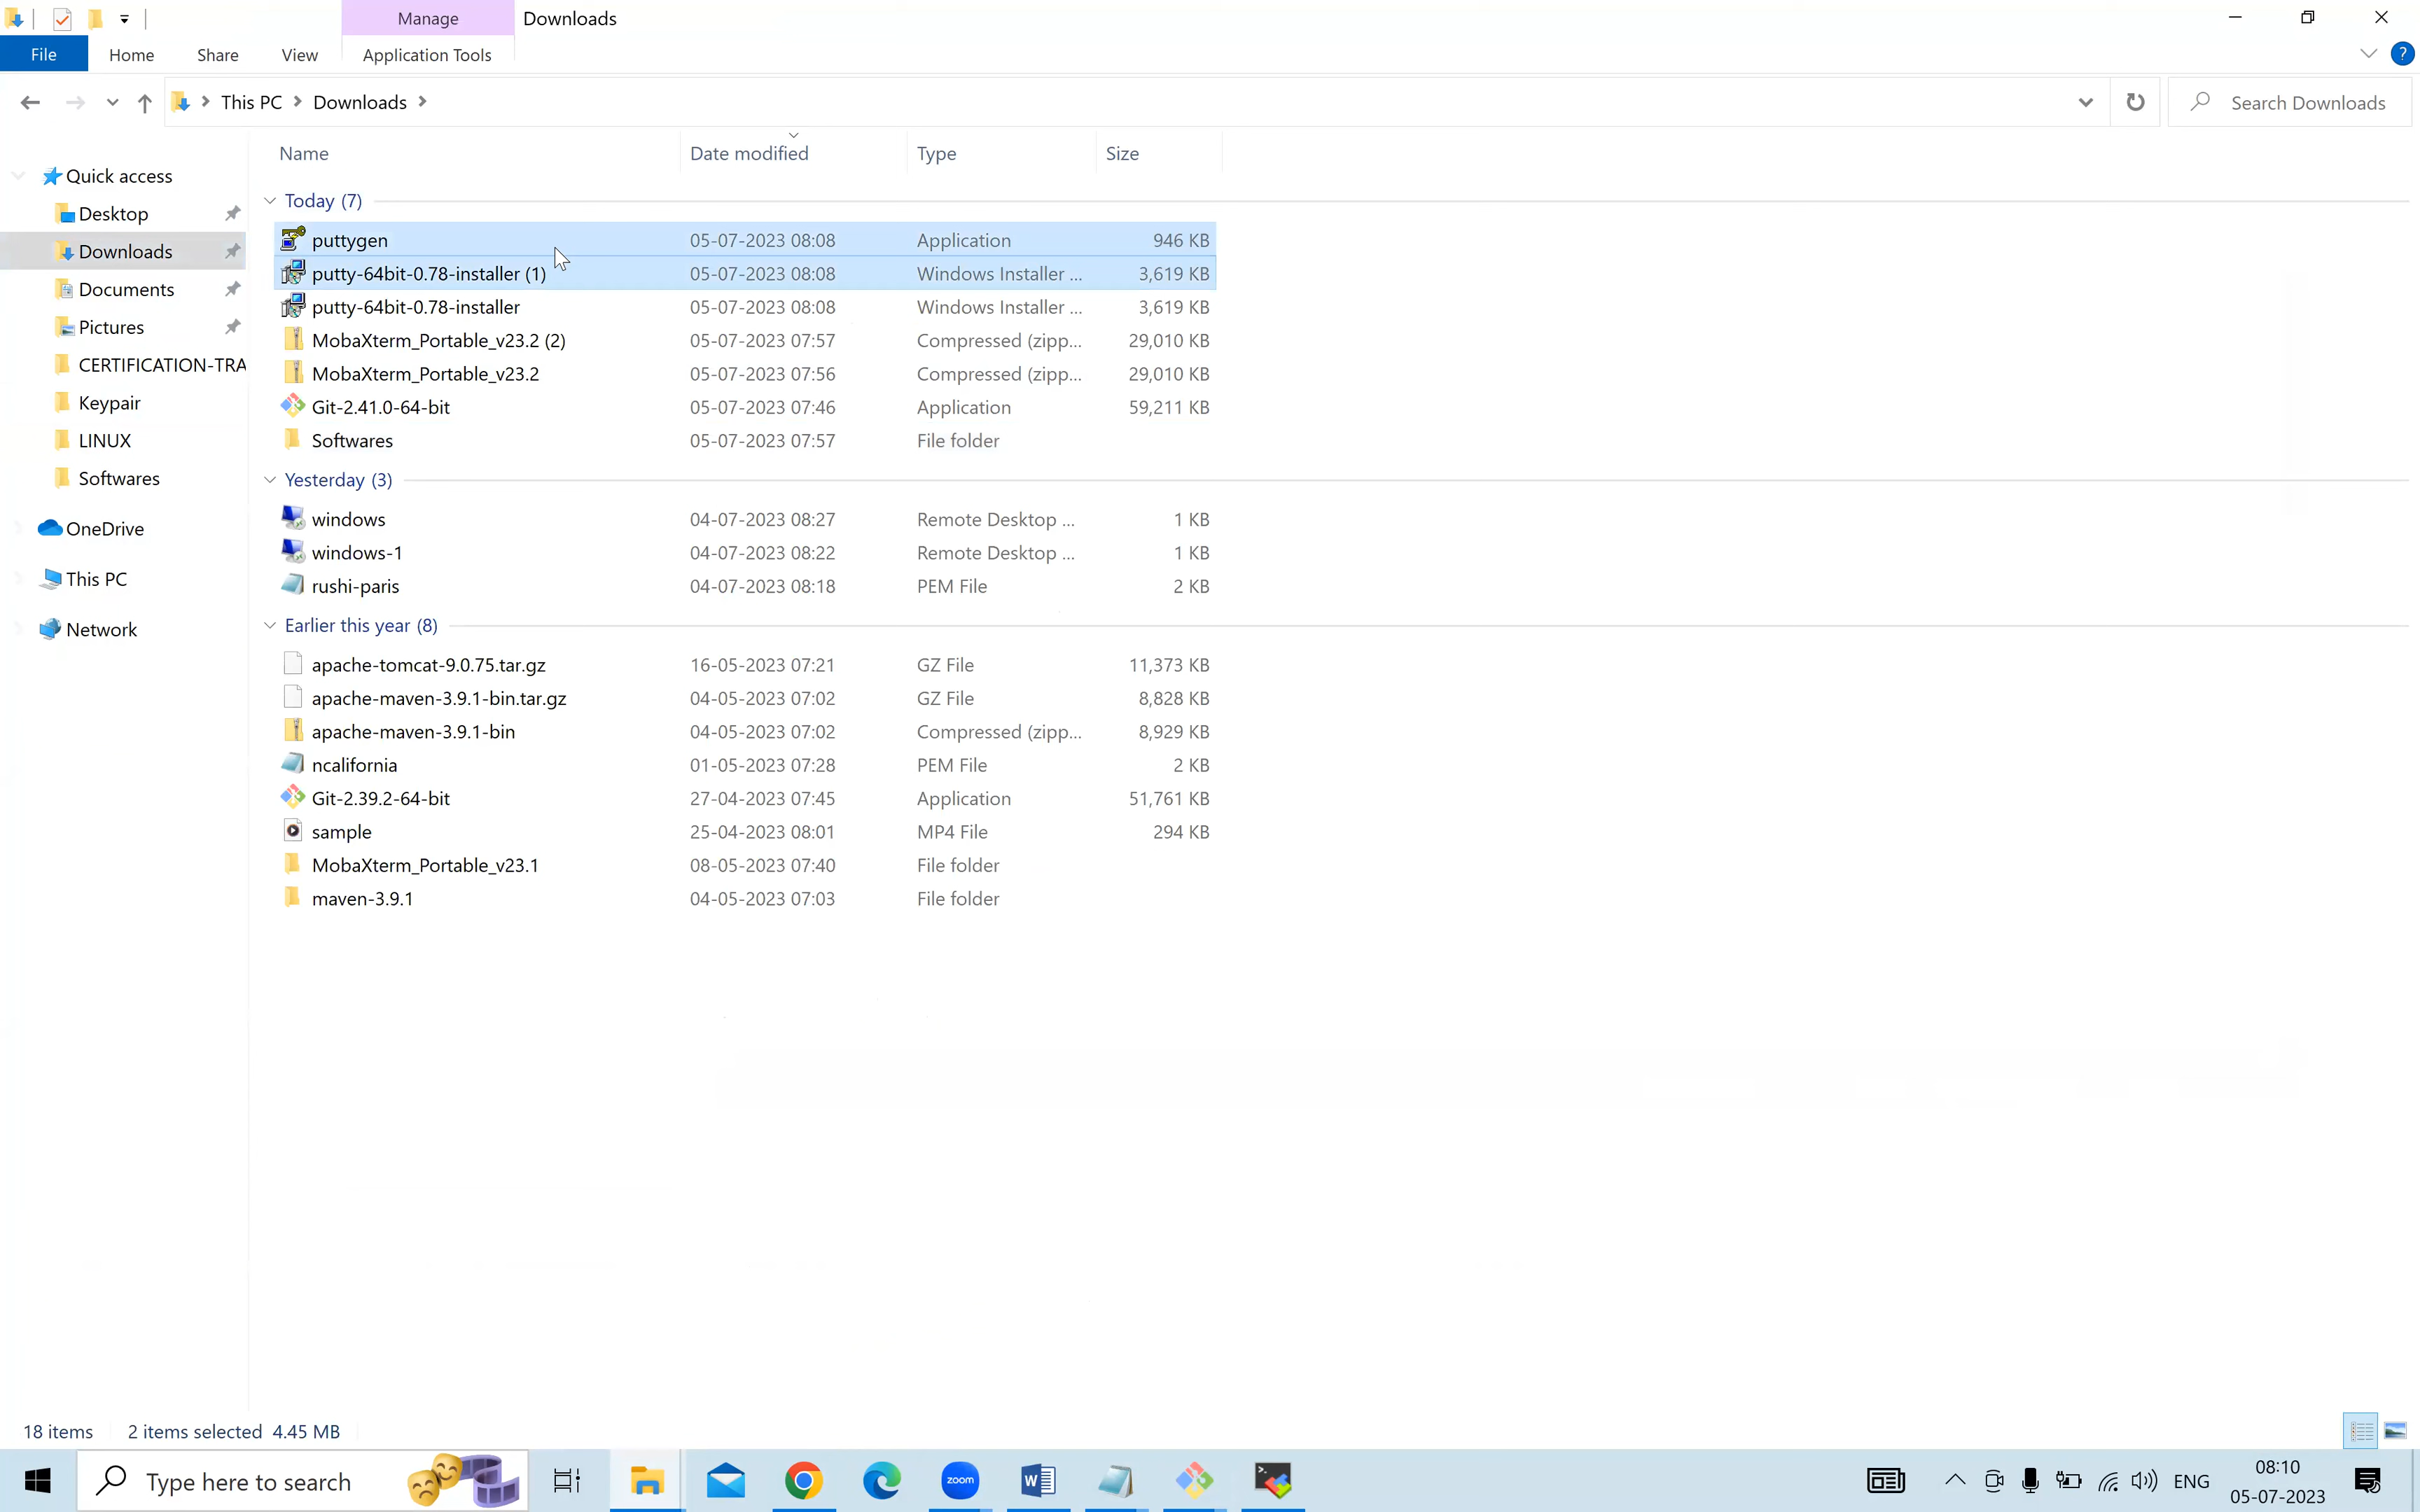 Manage Downloads
File Home Share View Application Tools ?
This PC Downloads Search Downloads
Name Date modified Type Size
Quick access
Desktop
Downloads
Documents
Pictures
CERTIFICATION-TRA
Keypair
LINUX
Softwares
OneDrive
This PC
Network
Today (7)
puttygen 05-07-2023 08:08 Application 946 KB
putty-64bit-0.78-installer (1) 05-07-2023 08:08 Windows Installer ... 3,619 KB
putty-64bit-0.78-installer 05-07-2023 08:08 Windows Installer ... 3,619 KB
MobaXterm_Portable_v23.2 (2) 05-07-2023 07:57 Compressed (zipp... 29,010 KB
MobaXterm_Portable_v23.2 05-07-2023 07:56 Compressed (zipp... 29,010 KB
Git-2.41.0-64-bit 05-07-2023 07:46 Application 59,211 KB
Softwares 05-07-2023 07:57 File folder
Yesterday (3)
windows 04-07-2023 08:27 Remote Desktop ... 1 KB
windows-1 04-07-2023 08:22 Remote Desktop ... 1 KB
rushi-paris 04-07-2023 08:18 PEM File 2 KB
Earlier this year (8)
apache-tomcat-9.0.75.tar.gz 16-05-2023 07:21 GZ File 11,373 KB
apache-maven-3.9.1-bin.tar.gz 04-05-2023 07:02 GZ File 8,828 KB
apache-maven-3.9.1-bin 04-05-2023 07:02 Compressed (zipp... 8,929 KB
ncalifornia 01-05-2023 07:28 PEM File 2 KB
Git-2.39.2-64-bit 27-04-2023 07:45 Application 51,761 KB
sample 25-04-2023 08:01 MP4 File 294 KB
MobaXterm_Portable_v23.1 08-05-2023 07:40 File folder
maven-3.9.1 04-05-2023 07:03 File folder
18 items 2 items selected 4.45 MB
Type here to search zoom W ENG 08:10
05-07-2023